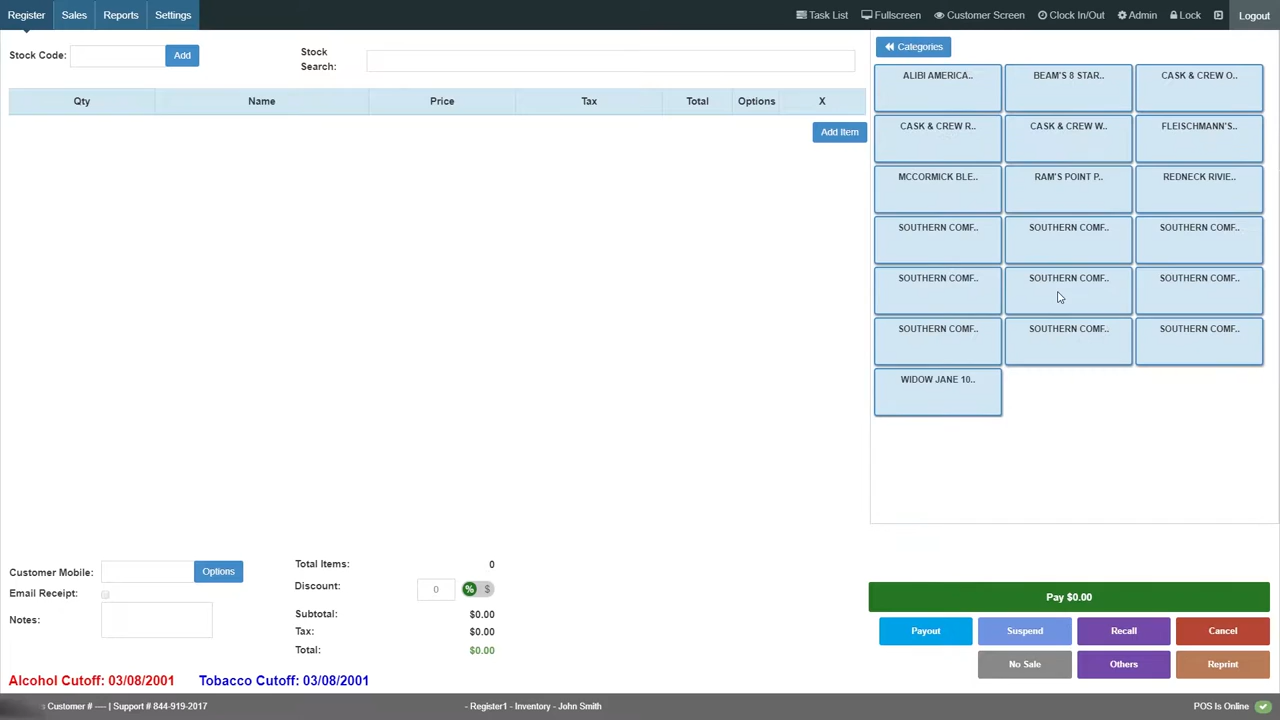 Register Sales Reports Settings Task List Fullscreen Customer Screen Clock In/Out Admin Lock Logout
Stock Code: Add Stock Search: Categories
Qty Name Price Tax Total Options X
Add Item
ALIBI AMERICA.. BEAM'S 8 STAR.. CASK & CREW O..
CASK & CREW R.. CASK & CREW W.. FLEISCHMANN'S..
MCCORMICK BLE.. RAM'S POINT P.. REDNECK RIVIE..
SOUTHERN COMF.. SOUTHERN COMF.. SOUTHERN COMF..
SOUTHERN COMF.. SOUTHERN COMF.. SOUTHERN COMF..
SOUTHERN COMF.. SOUTHERN COMF.. SOUTHERN COMF..
WIDOW JANE 10..
Customer Mobile: Options
Email Receipt:
Notes:
Total Items: 0
Discount: 0 % $
Subtotal: $0.00
Tax: $0.00
Total: $0.00
Pay $0.00
Payout Suspend Recall Cancel
No Sale Others Reprint
Alcohol Cutoff: 03/08/2001 Tobacco Cutoff: 03/08/2001
Customer # ---- | Support # 844-919-2017 - Register1 - Inventory - John Smith POS Is Online